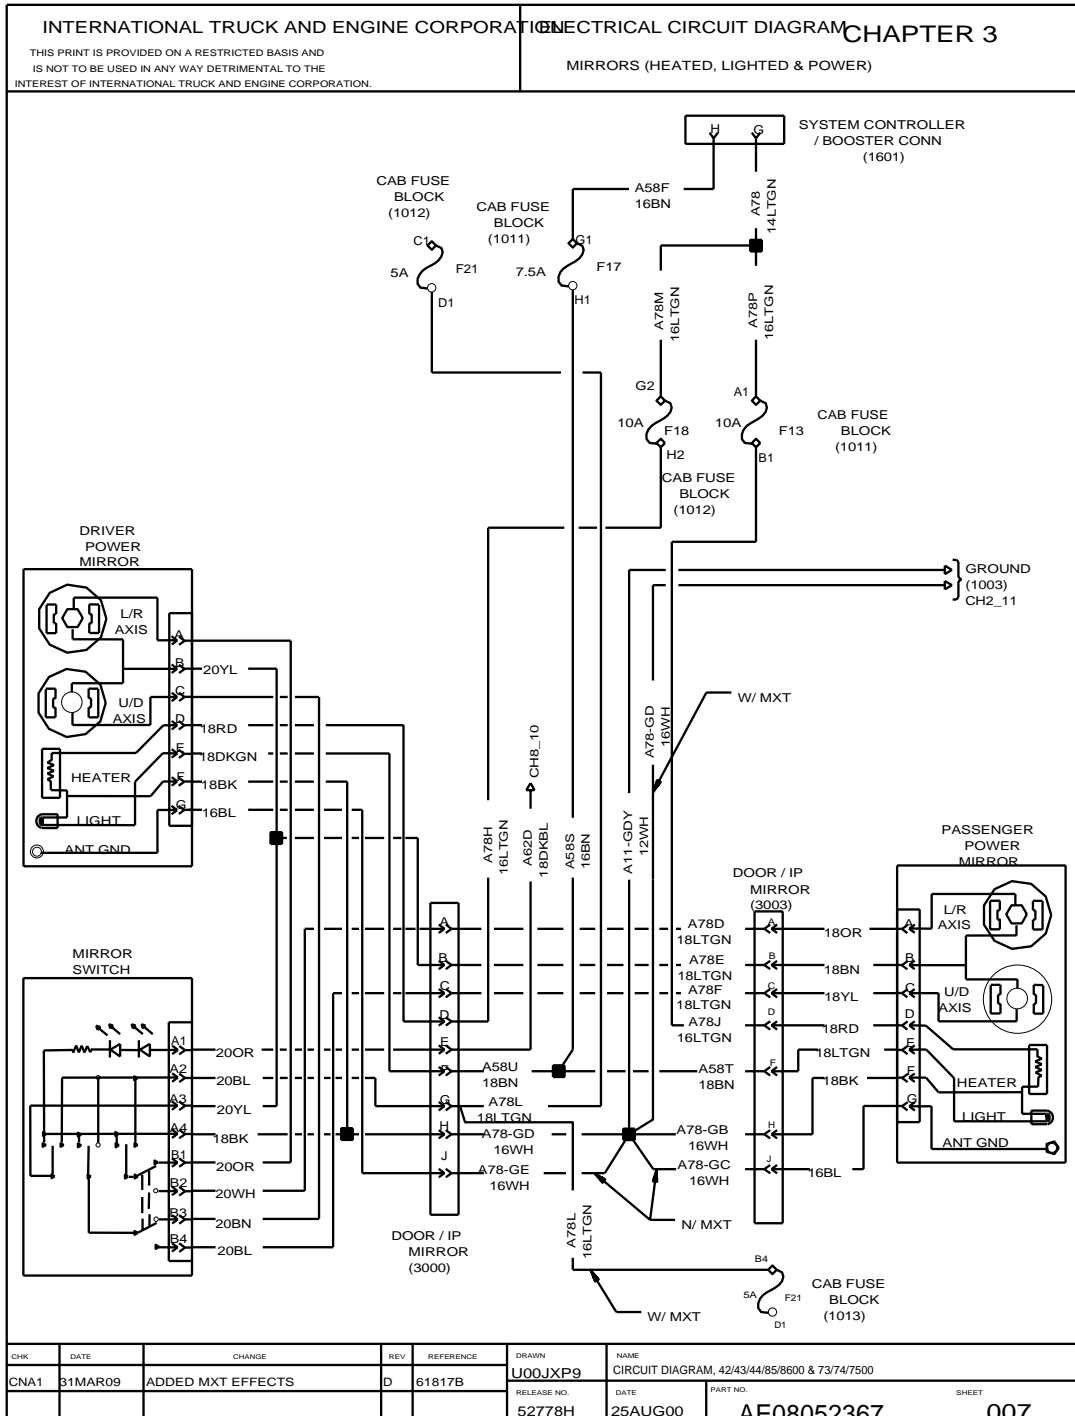 INTERNATIONAL TRUCK AND ENGINE CORPORATION
ELECTRICAL CIRCUIT DIAGRAM
CHAPTER 3
THIS PRINT IS PROVIDED ON A RESTRICTED BASIS AND
IS NOT TO BE USED IN ANY WAY DETRIMENTAL TO THE
INTEREST OF INTERNATIONAL TRUCK AND ENGINE CORPORATION.
MIRRORS (HEATED, LIGHTED & POWER)
H
G
SYSTEM CONTROLLER
/ BOOSTER CONN
(1601)
A58F
16BN
A78
14LTGN
CAB FUSE
BLOCK
(1012)
C1
5A
F21
D1
CAB FUSE
BLOCK
(1011)
G1
7.5A
F17
H1
A78M
16LTGN
A78P
16LTGN
G2
10A
F18
H2
CAB FUSE
BLOCK
(1012)
A1
10A
F13
B1
CAB FUSE
BLOCK
(1011)
GROUND
(1003)
CH2_11
DRIVER
POWER
MIRROR
L/R
AXIS
U/D
AXIS
HEATER
LIGHT
ANT GND
A
B
20YL
C
D
18RD
E
18DKGN
F
18BK
G
16BL
W/ MXT
A78-GD
16WH
CH8_10
A78H
16LTGN
A62D
18DKBL
A58S
16BN
A11-GDY
12WH
MIRROR
SWITCH
A1
20OR
A2
20BL
A3
20YL
A4
18BK
B1
20OR
B2
20WH
B3
20BN
B4
20BL
A
B
C
D
E
F
G
H
J
DOOR / IP
MIRROR
(3000)
A58U
18BN
A78L
18LTGN
A78-GD
16WH
A78-GE
16WH
A78L
16LTGN
N/ MXT
W/ MXT
DOOR / IP
MIRROR
(3003)
A78D
18LTGN
A
18OR
A78E
18LTGN
B
18BN
A78F
18LTGN
C
18YL
A78J
16LTGN
D
18RD
A58T
18BN
F
18LTGN
18BK
A78-GB
16WH
H
A78-GC
16WH
J
16BL
PASSENGER
POWER
MIRROR
A
B
C
D
E
F
G
L/R
AXIS
U/D
AXIS
HEATER
LIGHT
ANT GND
B4
5A
F21
D1
CAB FUSE
BLOCK
(1013)
CHK
DATE
CHANGE
REV
REFERENCE
DRAWN
NAME
CNA1
31MAR09
ADDED MXT EFFECTS
D
61817B
U00JXP9
CIRCUIT DIAGRAM, 42/43/44/85/8600 & 73/74/7500
RELEASE NO.
DATE
PART NO.
SHEET
52778H
25AUG00
AE08052367
007